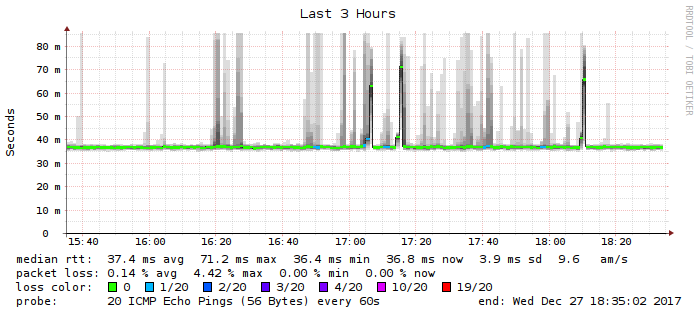 Last 3 Hours
RRDTOOL / TOBI OETIKER
Seconds
80 m
70 m
60 m
50 m
40 m
30 m
20 m
10 m
0
15:40 16:00 16:20 16:40 17:00 17:20 17:40 18:00 18:20
median rtt: 37.4 ms avg 71.2 ms max 36.4 ms min 36.8 ms now 3.9 ms sd 9.6 am/s
packet loss: 0.14 % avg 4.42 % max 0.00 % min 0.00 % now
loss color: 0 1/20 2/20 3/20 4/20 10/20 19/20
probe: 20 ICMP Echo Pings (56 Bytes) every 60s end: Wed Dec 27 18:35:02 2017